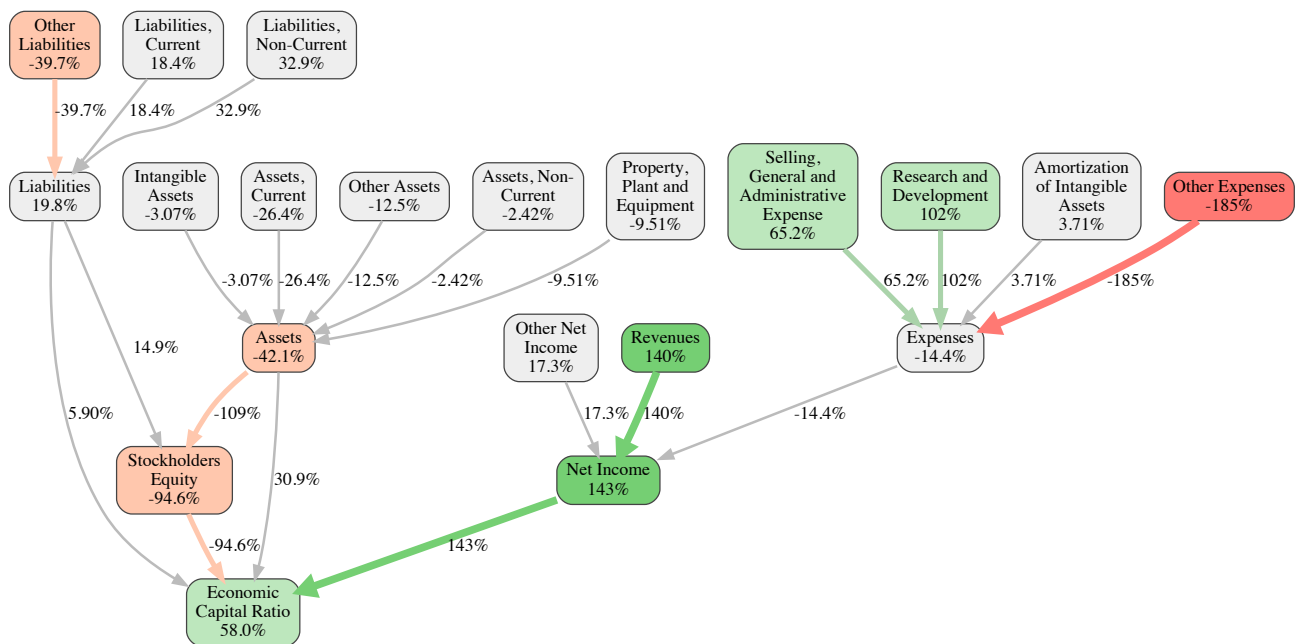 Other
Liabilities
-39.7%
Liabilities,
Current
18.4%
Liabilities,
Non-Current
32.9%
-39.7%
18.4%
32.9%
Liabilities
19.8%
Intangible
Assets
-3.07%
Assets,
Current
-26.4%
Other Assets
-12.5%
Assets, Non-
Current
-2.42%
Property,
Plant and
Equipment
-9.51%
Selling,
General and
Administrative
Expense
65.2%
Research and
Development
102%
Amortization
of Intangible
Assets
3.71%
Other Expenses
-185%
-3.07%
-26.4%
-12.5%
-2.42%
-9.51%
65.2%
102%
3.71%
-185%
14.9%
Assets
-42.1%
Other Net
Income
17.3%
Revenues
140%
Expenses
-14.4%
5.90%
-109%
17.3%
140%
-14.4%
Stockholders
Equity
-94.6%
30.9%
Net Income
143%
-94.6%
143%
Economic
Capital Ratio
58.0%